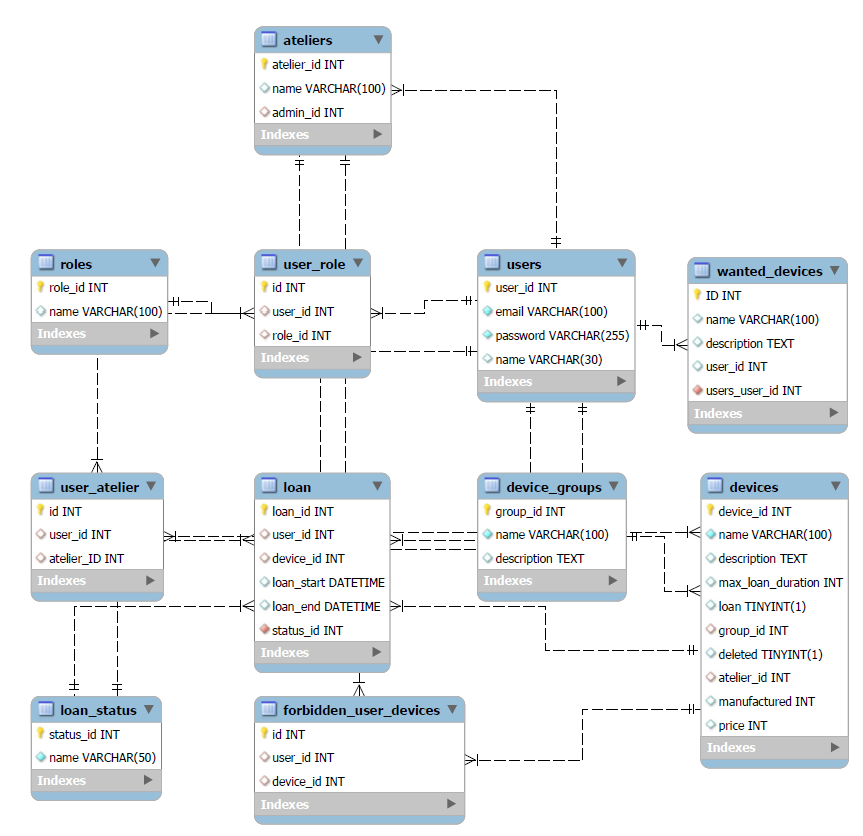 ateliers
atelier_id INT
name VARCHAR(100)
admin_id INT
Indexes
roles
role_id INT
name VARCHAR(100)
Indexes
user_role
id INT
user_id INT
role_id INT
Indexes
users
user_id INT
email VARCHAR(100)
password VARCHAR(255)
name VARCHAR(30)
Indexes
wanted_devices
ID INT
name VARCHAR(100)
description TEXT
user_id INT
users_user_id INT
Indexes
user_atelier
id INT
user_id INT
atelier_ID INT
Indexes
loan
loan_id INT
user_id INT
device_id INT
loan_start DATETIME
loan_end DATETIME
status_id INT
Indexes
device_groups
group_id INT
name VARCHAR(100)
description TEXT
Indexes
devices
device_id INT
name VARCHAR(100)
description TEXT
max_loan_duration INT
loan TINYINT(1)
group_id INT
deleted TINYINT(1)
atelier_id INT
manufactured INT
price INT
Indexes
loan_status
status_id INT
name VARCHAR(50)
Indexes
forbidden_user_devices
id INT
user_id INT
device_id INT
Indexes